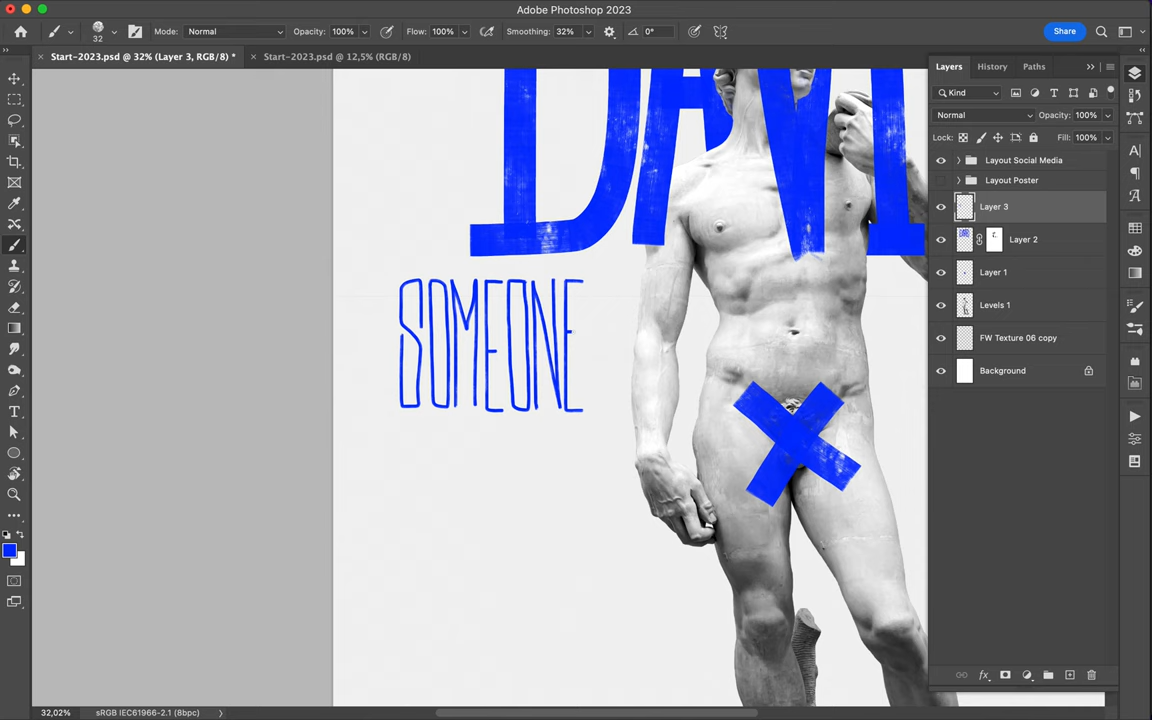 Adobe Photoshop 2023
32 Mode: Normal Opacity: 100% Flow: 100% Smoothing: 32% 0° Share
Start-2023.psd @ 32% (Layer 3, RGB/8) * Start-2023.psd @ 12,5% (RGB/8)
Layers History Paths
Kind
Normal Opacity: 100%
Lock: Fill: 100%
Layout Social Media
Layout Poster
Layer 3
Layer 2
Layer 1
Levels 1
FW Texture 06 copy
Background
DAVI
SOMEONE
32,02% sRGB IEC61966-2.1 (8bpc)